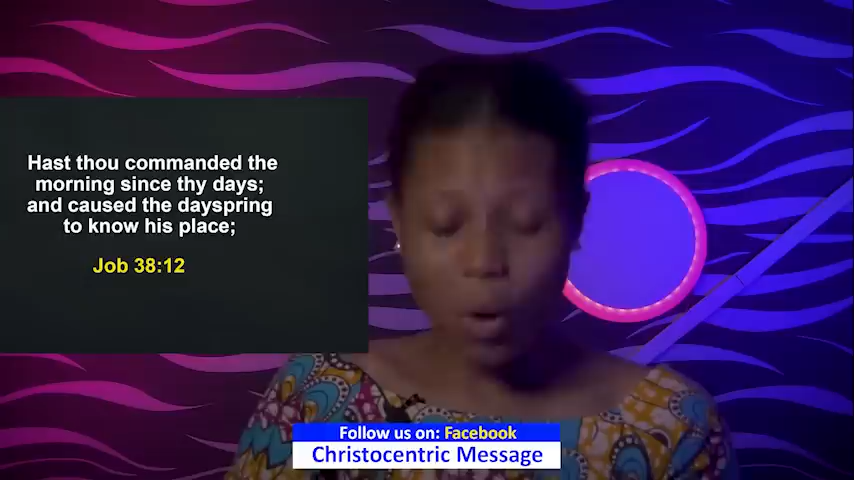 Hast thou commanded the
morning since thy days;
and caused the dayspring
to know his place;
Job 38:12
Follow us on: Facebook
Christocentric Message